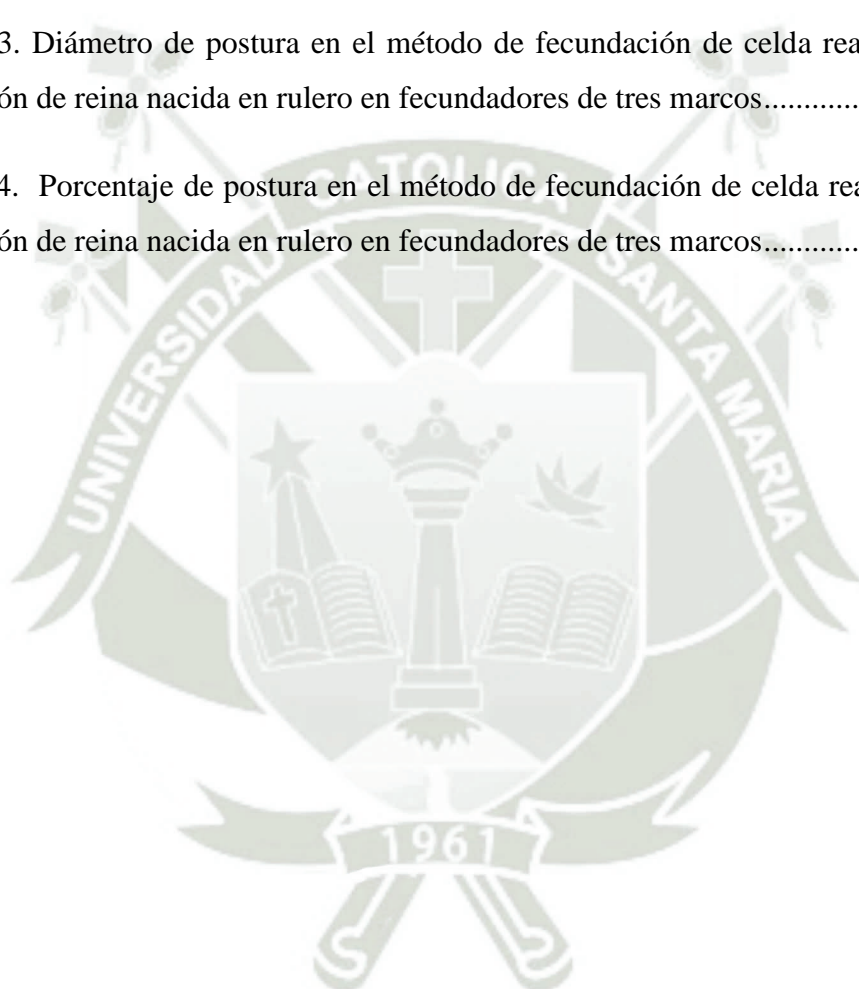 3. Diámetro de postura en el método de fecundación de celda rea
ón de reina nacida en rulero en fecundadores de tres marcos............
4. Porcentaje de postura en el método de fecundación de celda rea
ón de reina nacida en rulero en fecundadores de tres marcos............
UNIVERSIDAD CATOLICA SANTA MARIA
1961